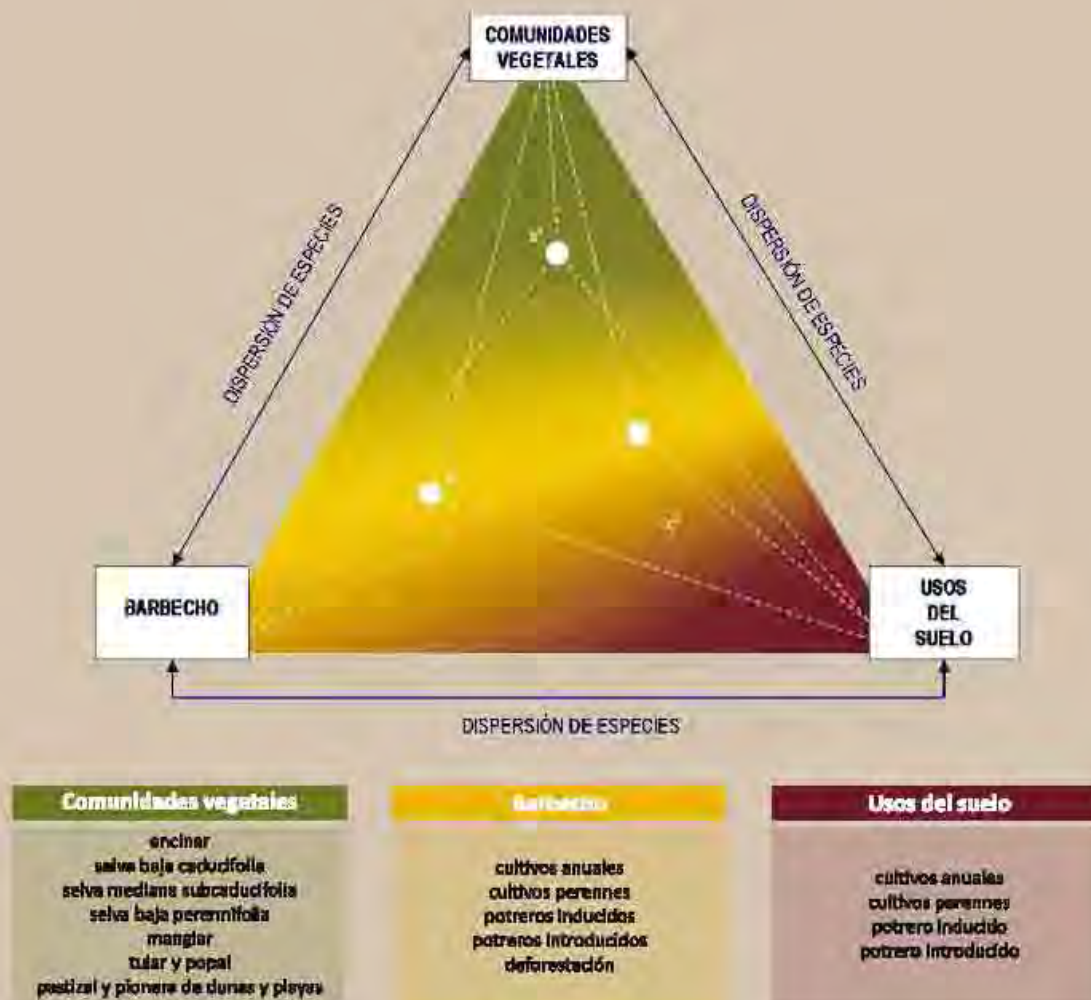 COMUNIDADES
VEGETALES
DISPERSIÓN DE ESPECIES
DISPERSIÓN DE ESPECIES
BARBECHO
USOS
DEL
SUELO
DISPERSIÓN DE ESPECIES
Comunidades vegetales
encinar
selva baja caducifolia
selva mediana subcaducifolia
selva baja perennifolia
manglar
tular y popal
pastizal y pionera de dunas y playas
Barbecho
cultivos anuales
cultivos perennes
potreros inducidos
potreros introducidos
deforestación
Usos del suelo
cultivos anuales
cultivos perennes
potrero inducido
potrero introducido